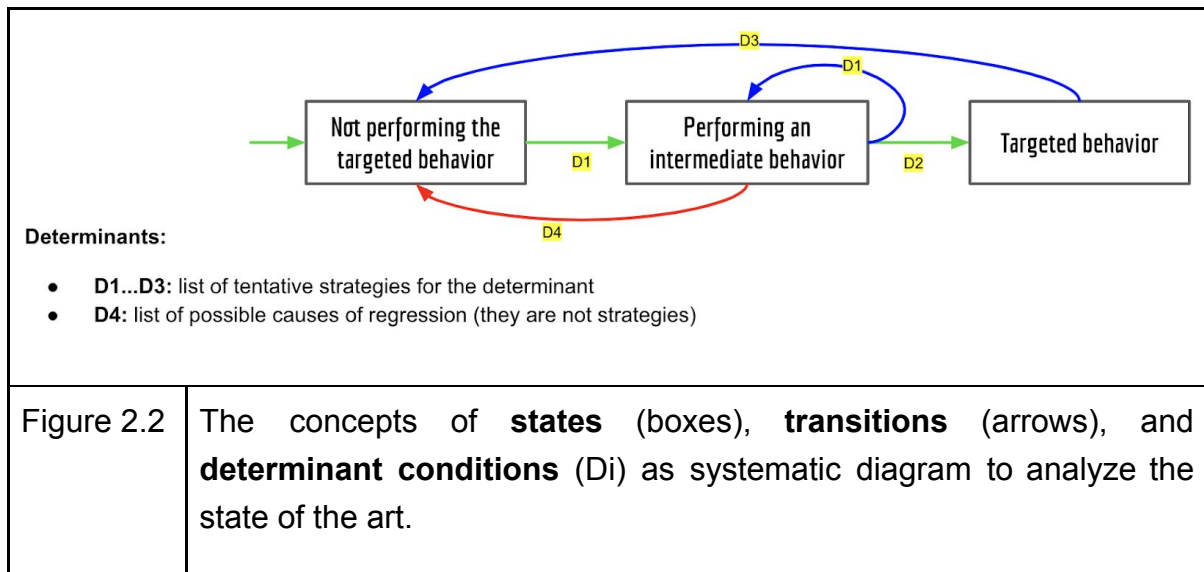 D3
D1
Not performing the
targeted behavior
D1
Performing an
intermediate behavior
D2
Targeted behavior
D4
Determinants:
● D1...D3: list of tentative strategies for the determinant
● D4: list of possible causes of regression (they are not strategies)
Figure 2.2
The concepts of states (boxes), transitions (arrows), and
determinant conditions (Di) as systematic diagram to analyze the
state of the art.